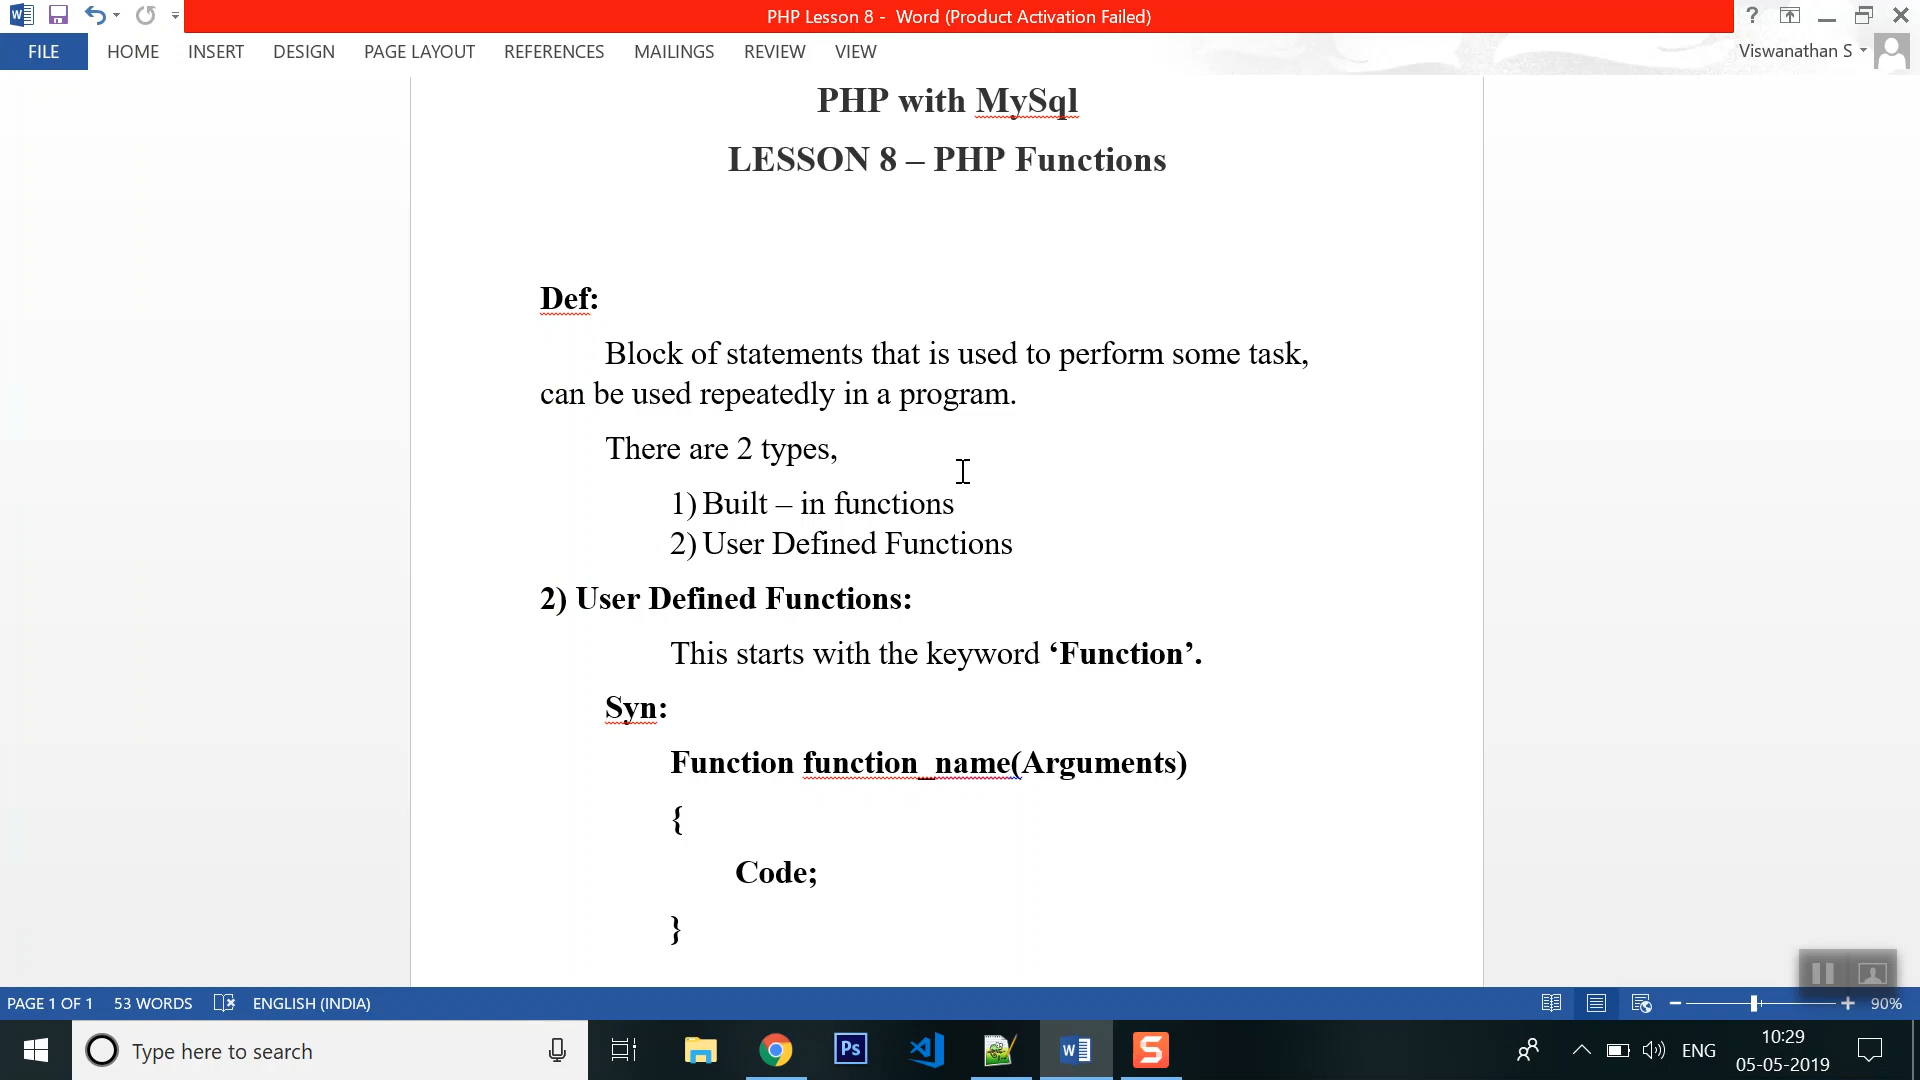 PHP Lesson 8 - Word (Product Activation Failed)
FILE HOME INSERT DESIGN PAGE LAYOUT REFERENCES MAILINGS REVIEW VIEW
Viswanathan S
PHP with MySql
LESSON 8 – PHP Functions
Def:
Block of statements that is used to perform some task,
can be used repeatedly in a program.
There are 2 types,
1) Built – in functions
2) User Defined Functions
2) User Defined Functions:
This starts with the keyword ‘Function’.
Syn:
Function function_name(Arguments)
{
Code;
}
PAGE 1 OF 1 53 WORDS ENGLISH (INDIA) 90%
Type here to search
Ps
ENG
10:29
05-05-2019